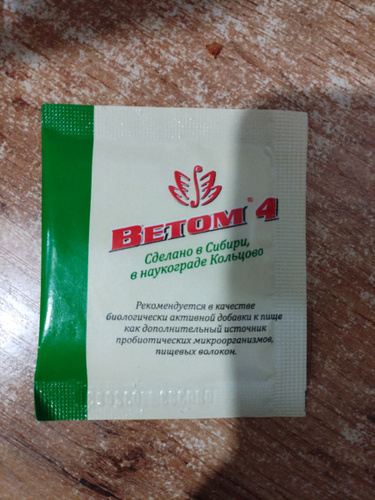 Ветом® 4
Сделано в Сибири,
в наукограде Кольцово
Рекомендуется в качестве
биологически активной добавки к пище
как дополнительный источник
пробиотических микроорганизмов,
пищевых волокон.